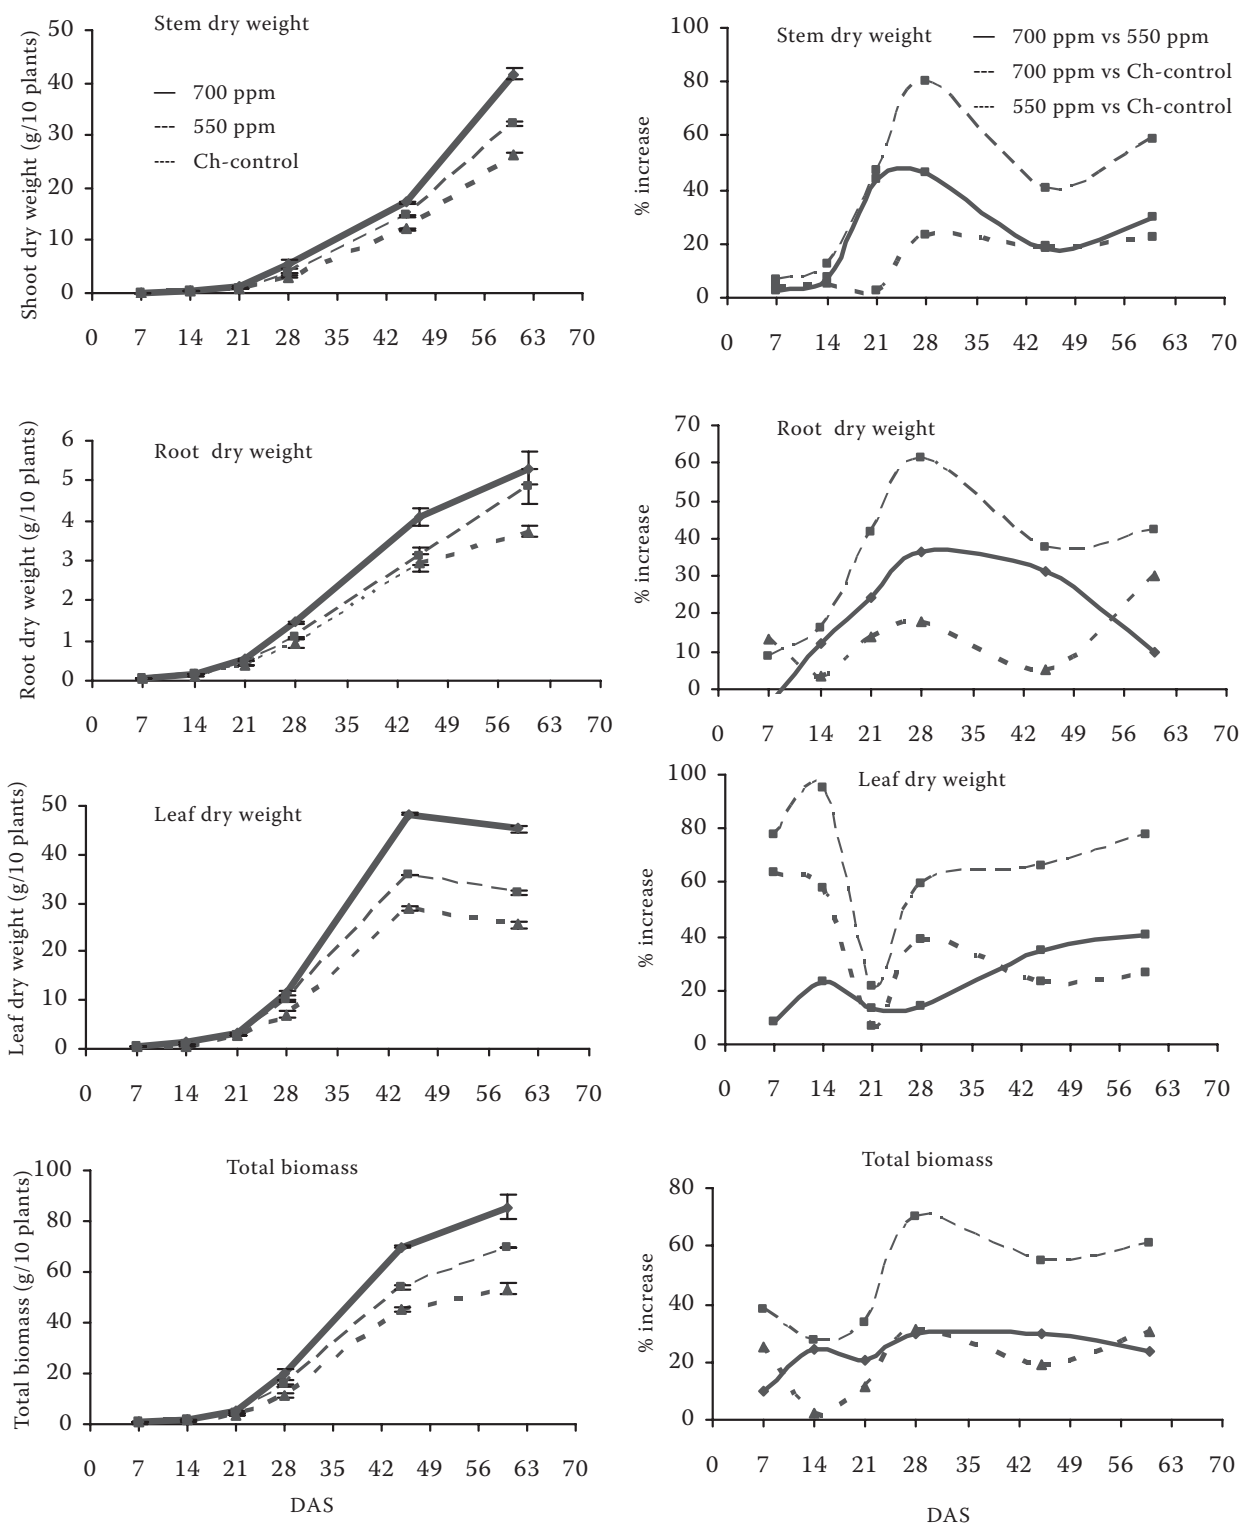 Stem dry weight
700 ppm
550 ppm
Ch-control
Shoot dry weight (g/10 plants)
50
40
30
20
10
0
0 7 14 21 28 35 42 49 56 63 70
Stem dry weight
700 ppm vs 550 ppm
700 ppm vs Ch-control
550 ppm vs Ch-control
% increase
100
80
60
40
20
0
0 7 14 21 28 35 42 49 56 63 70
Root dry weight
Root dry weight (g/10 plants)
6
5
4
3
2
1
0
0 7 14 21 28 35 42 49 56 63 70
Root dry weight
% increase
70
60
50
40
30
20
10
0
0 7 14 21 28 35 42 49 56 63 70
Leaf dry weight
Leaf dry weight (g/10 plants)
50
40
30
20
10
0
0 7 14 21 28 35 42 49 56 63 70
Leaf dry weight
% increase
100
80
60
40
20
0
0 7 14 21 28 35 42 49 56 63 70
Total biomass
Total biomass (g/10 plants)
100
80
60
40
20
0
0 7 14 21 28 35 42 49 56 63 70
DAS
Total biomass
% increase
80
60
40
20
0
0 7 14 21 28 35 42 49 56 63 70
DAS